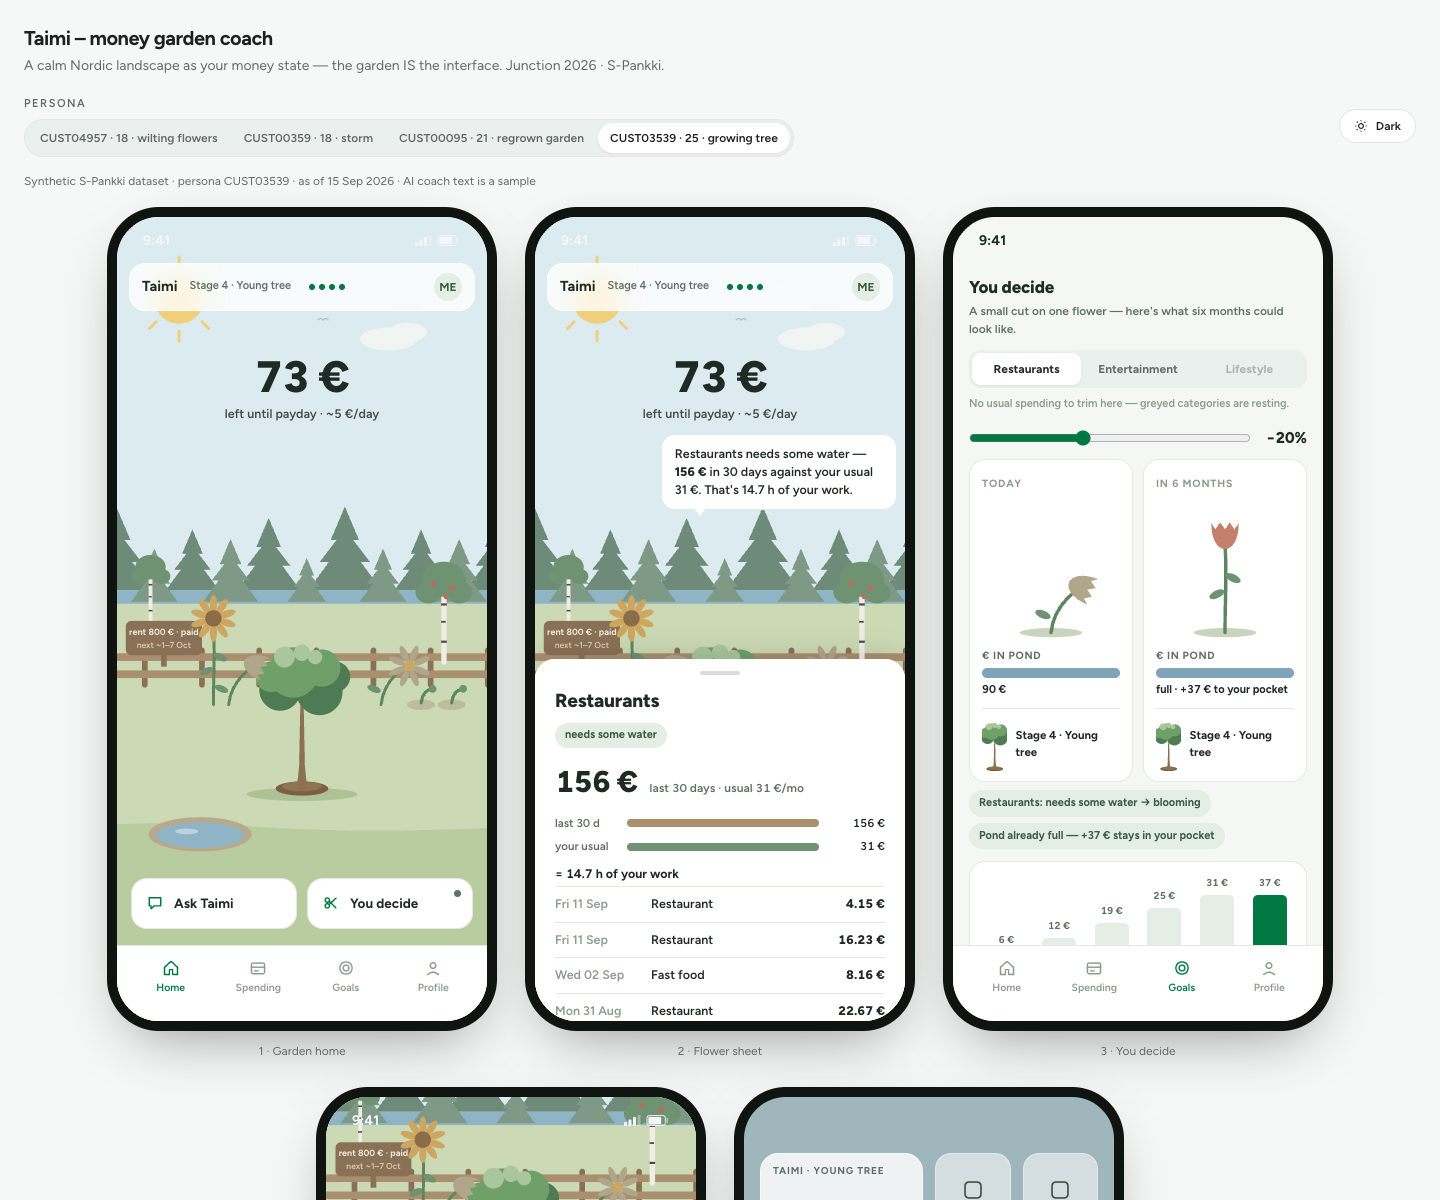 Taimi – money garden coach
A calm Nordic landscape as your money state — the garden IS the interface. Junction 2026 · S-Pankki.
PERSONA
CUST04957 · 18 · wilting flowers
CUST00359 · 18 · storm
CUST00095 · 21 · regrown garden
CUST03539 · 25 · growing tree
Dark
Synthetic S-Pankki dataset · persona CUST03539 · as of 15 Sep 2026 · AI coach text is a sample
9:41
Taimi Stage 4 · Young tree
ME
73 €
left until payday · ~5 €/day
rent 800 € · paid
next ~1–7 Oct
Ask Taimi
You decide
Home
Spending
Goals
Profile
1 · Garden home
9:41
Taimi Stage 4 · Young tree
ME
73 €
left until payday · ~5 €/day
Restaurants needs some water —
156 € in 30 days against your usual
31 €. That's 14.7 h of your work.
rent 800 € · paid
next ~1–7 Oct
Restaurants
needs some water
156 € last 30 days · usual 31 €/mo
last 30 d 156 €
your usual 31 €
= 14.7 h of your work
Fri 11 Sep Restaurant 4.15 €
Fri 11 Sep Restaurant 16.23 €
Wed 02 Sep Fast food 8.16 €
Mon 31 Aug Restaurant 22.67 €
2 · Flower sheet
9:41
You decide
A small cut on one flower — here's what six months could
look like.
Restaurants
Entertainment
Lifestyle
No usual spending to trim here — greyed categories are resting.
-20%
TODAY
€ IN POND
90 €
Stage 4 · Young
tree
IN 6 MONTHS
€ IN POND
full · +37 € to your pocket
Stage 4 · Young
tree
Restaurants: needs some water → blooming
Pond already full — +37 € stays in your pocket
6 €
12 €
19 €
25 €
31 €
37 €
Home
Spending
Goals
Profile
3 · You decide
9:41
rent 800 € · paid
next ~1–7 Oct
TAIMI · YOUNG TREE